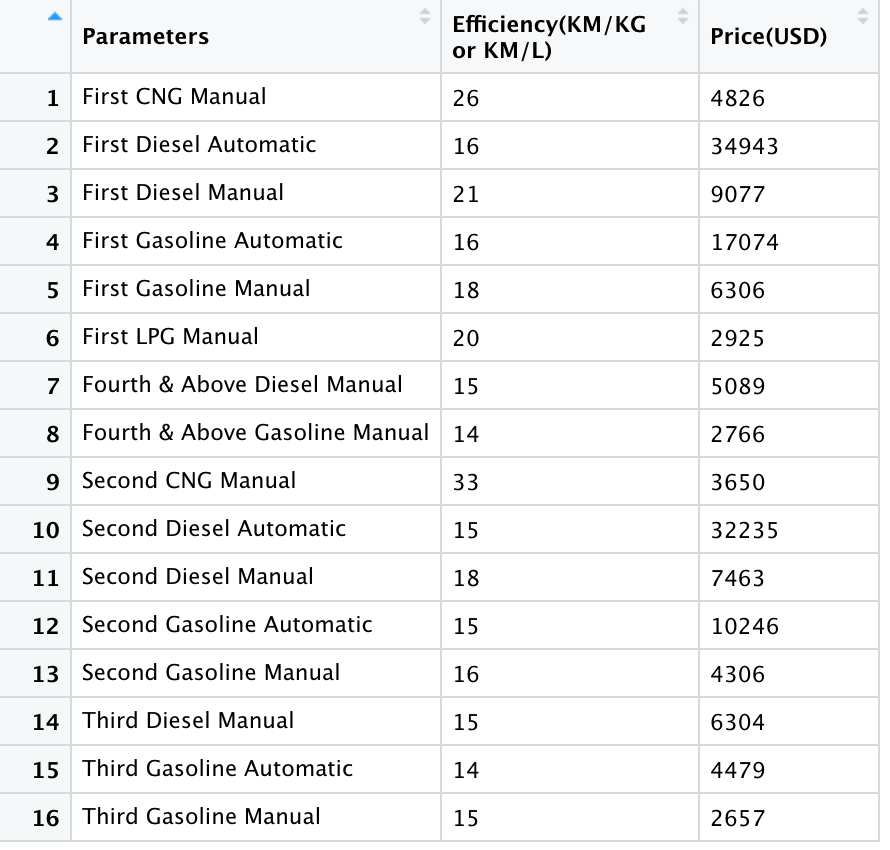 Parameters Efficiency(KM/KG or KM/L) Price(USD)
1 First CNG Manual 26 4826
2 First Diesel Automatic 16 34943
3 First Diesel Manual 21 9077
4 First Gasoline Automatic 16 17074
5 First Gasoline Manual 18 6306
6 First LPG Manual 20 2925
7 Fourth & Above Diesel Manual 15 5089
8 Fourth & Above Gasoline Manual 14 2766
9 Second CNG Manual 33 3650
10 Second Diesel Automatic 15 32235
11 Second Diesel Manual 18 7463
12 Second Gasoline Automatic 15 10246
13 Second Gasoline Manual 16 4306
14 Third Diesel Manual 15 6304
15 Third Gasoline Automatic 14 4479
16 Third Gasoline Manual 15 2657